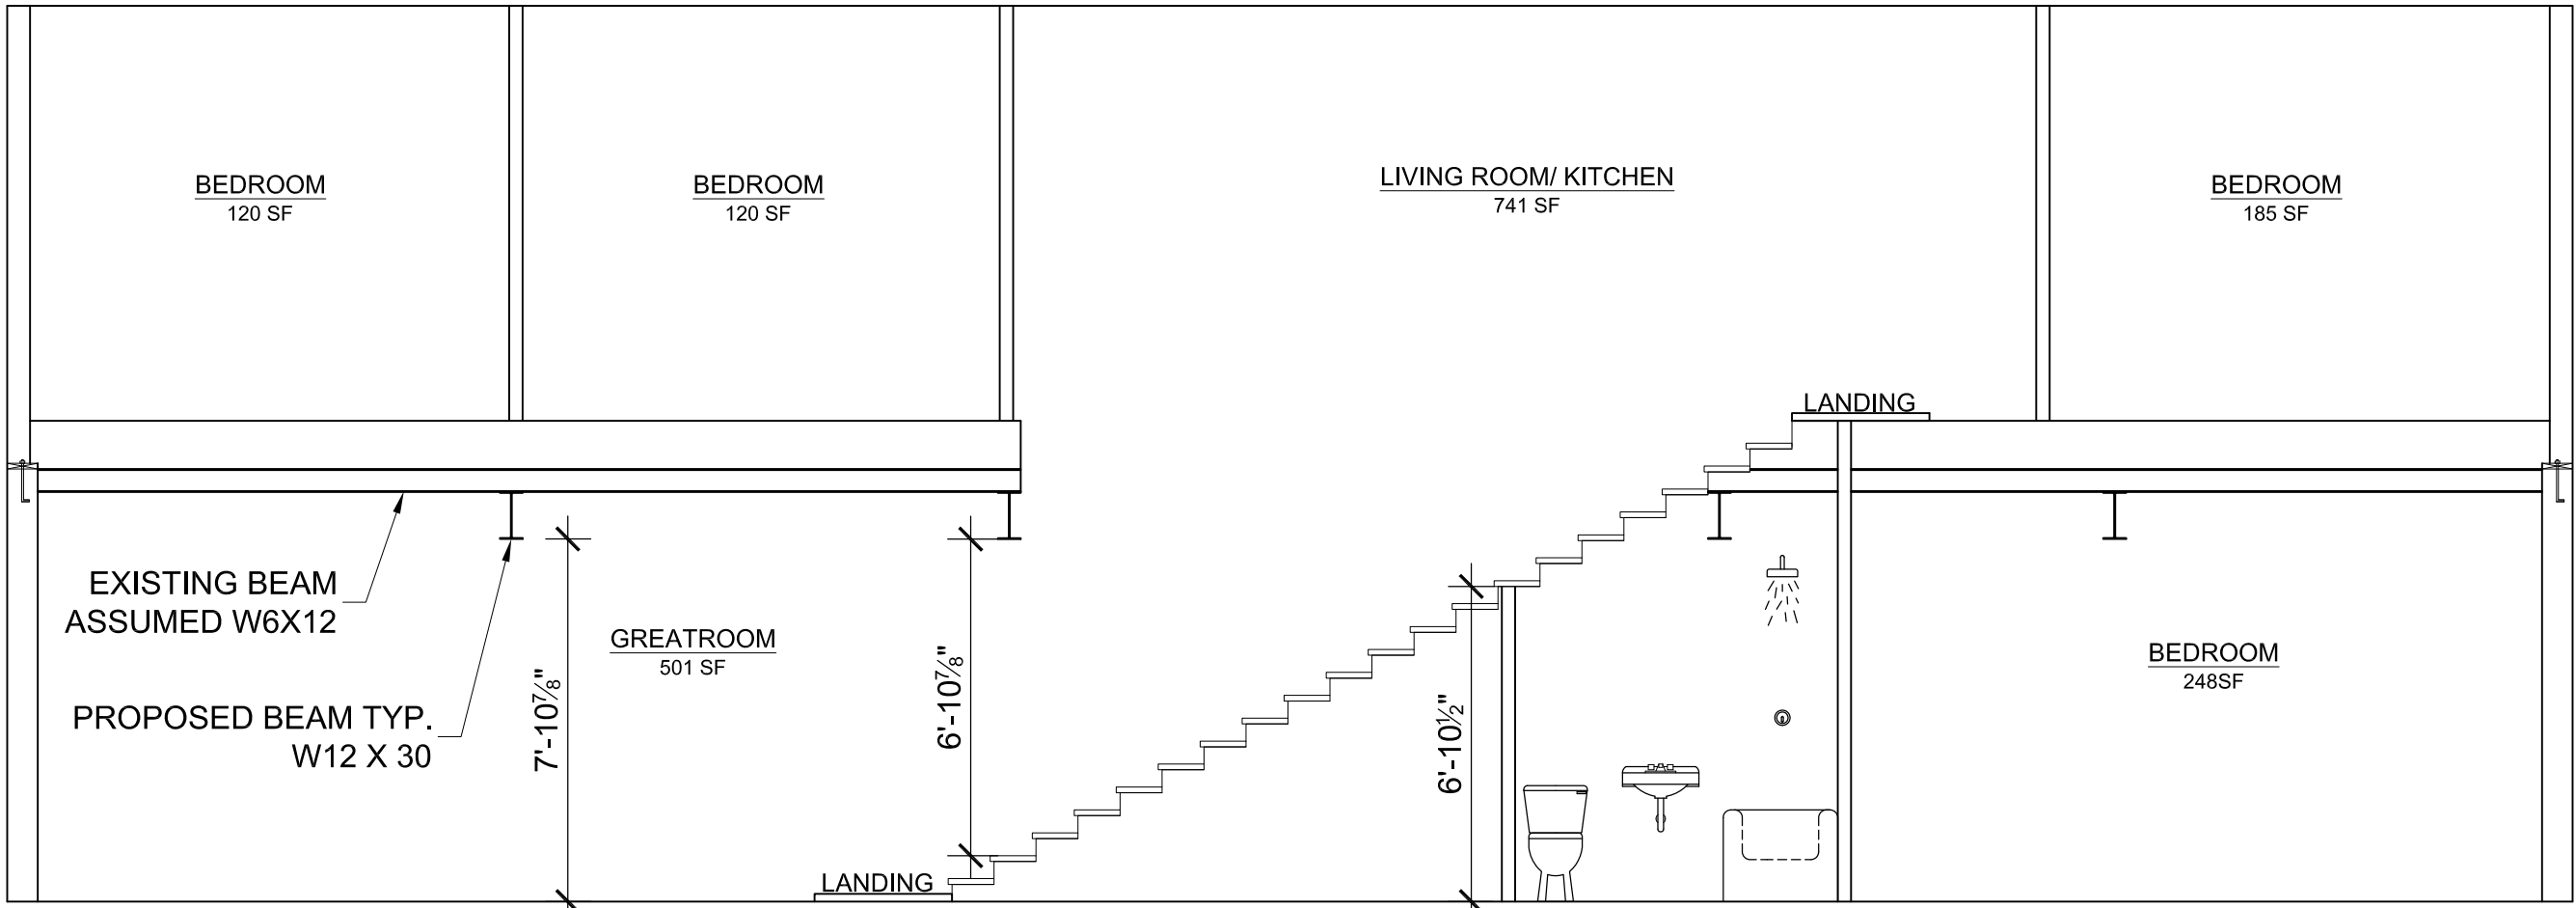 BEDROOM
120 SF
BEDROOM
120 SF
LIVING ROOM/ KITCHEN
741 SF
BEDROOM
185 SF
LANDING
EXISTING BEAM
ASSUMED W6X12
PROPOSED BEAM TYP.
W12 X 30
7'-10⅞"
GREATROOM
501 SF
6'-10⅞"
LANDING
6'-10½"
BEDROOM
248SF